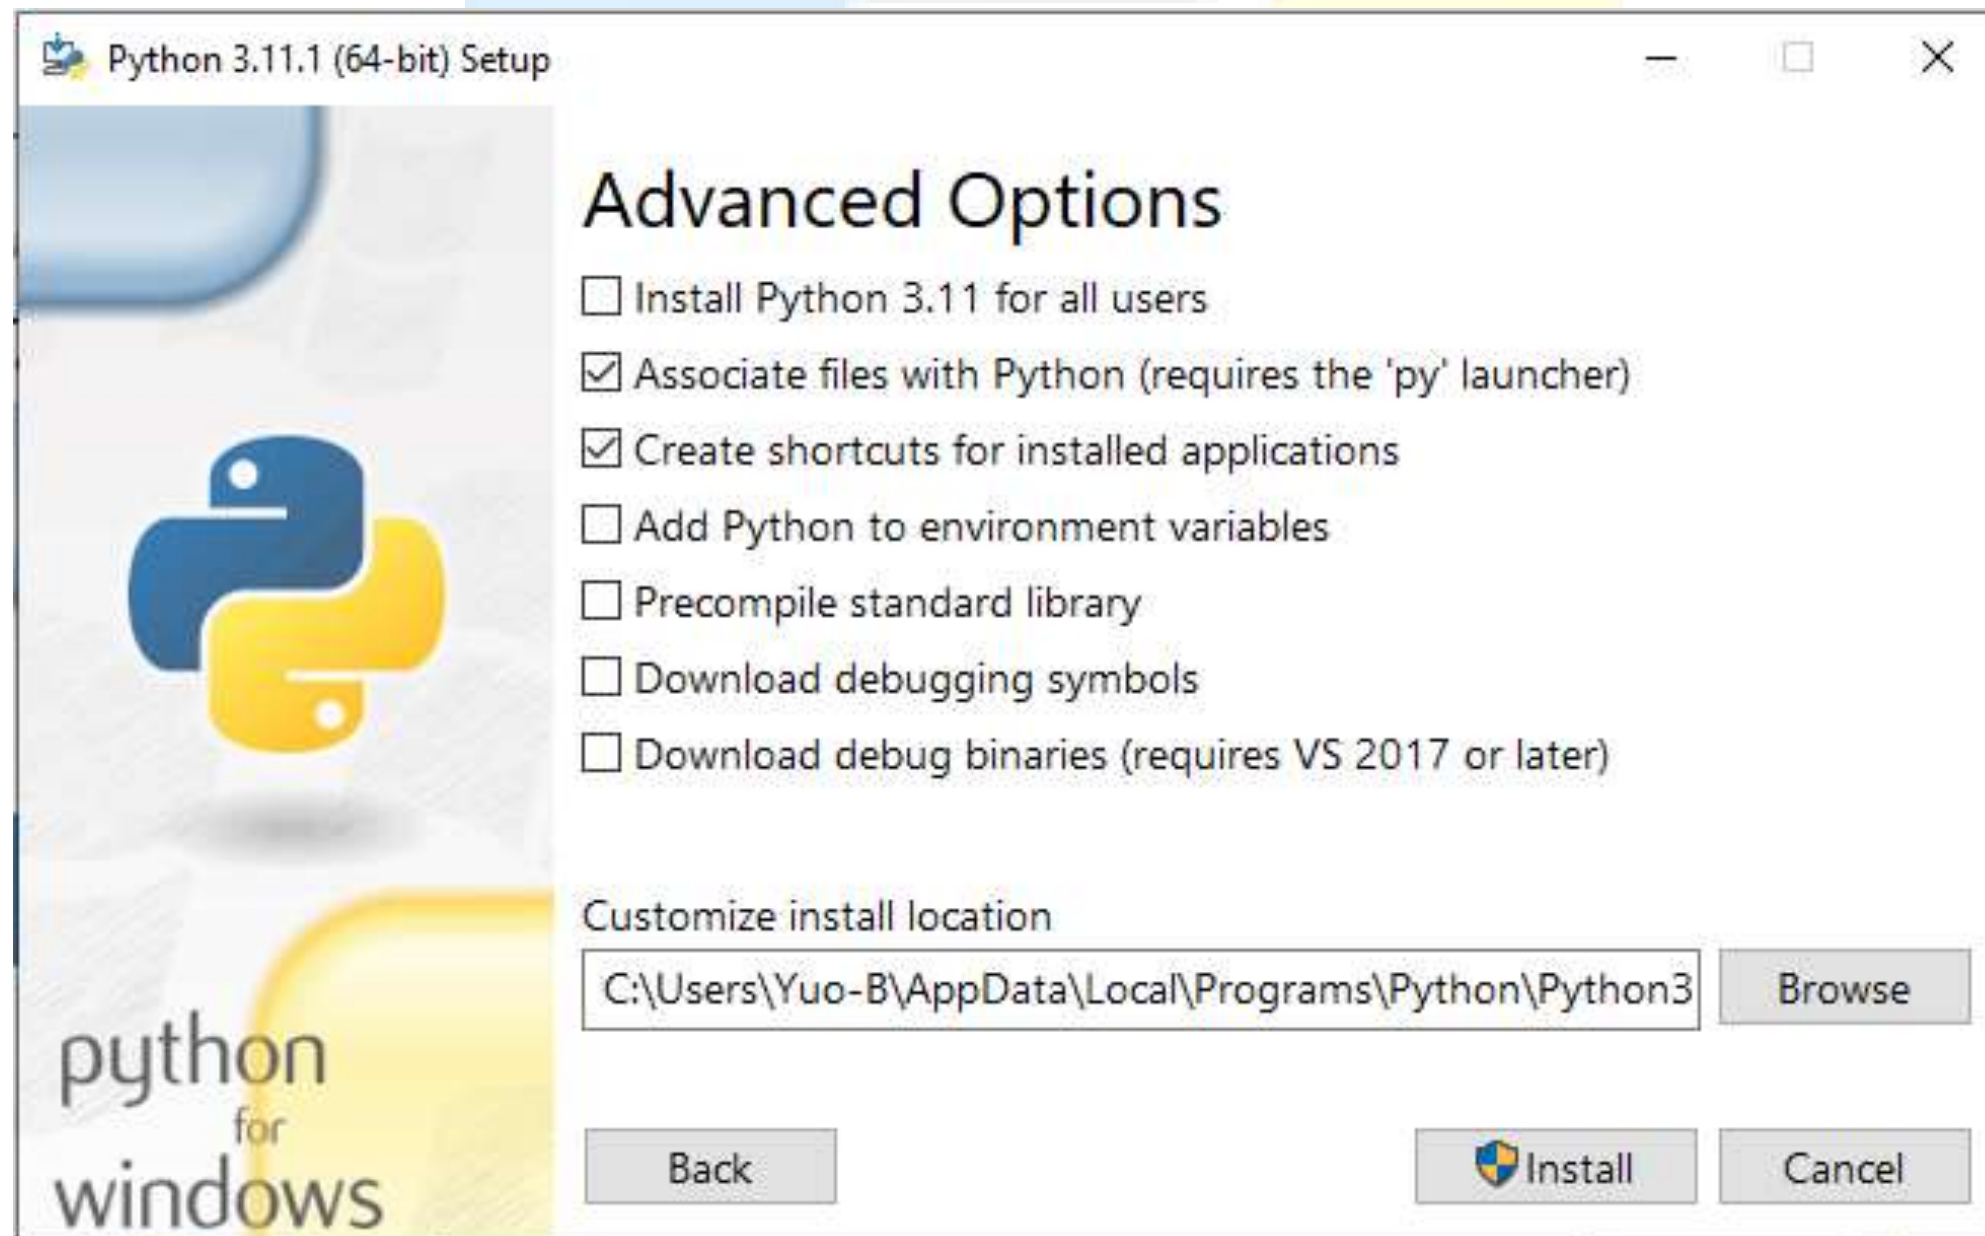 Python 3.11.1 (64-bit) Setup
Advanced Options
Install Python 3.11 for all users
Associate files with Python (requires the 'py' launcher)
Create shortcuts for installed applications
Add Python to environment variables
Precompile standard library
Download debugging symbols
Download debug binaries (requires VS 2017 or later)
Customize install location
C:\Users\Yuo-B\AppData\Local\Programs\Python\Python3
Browse
python
for
windows
Back
Install
Cancel